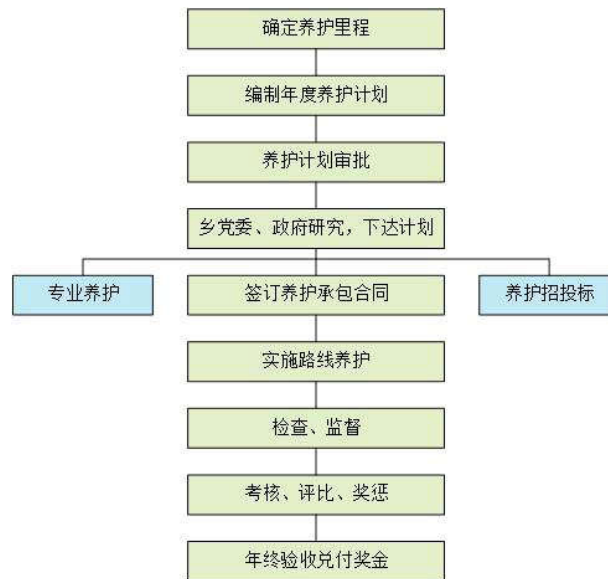 确定养护里程
编制年度养护计划
养护计划审批
乡党委、政府研究，下达计划
专业养护
签订养护承包合同
养护招投标
实施路线养护
检查、监督
考核、评比、奖惩
年终验收兑付奖金